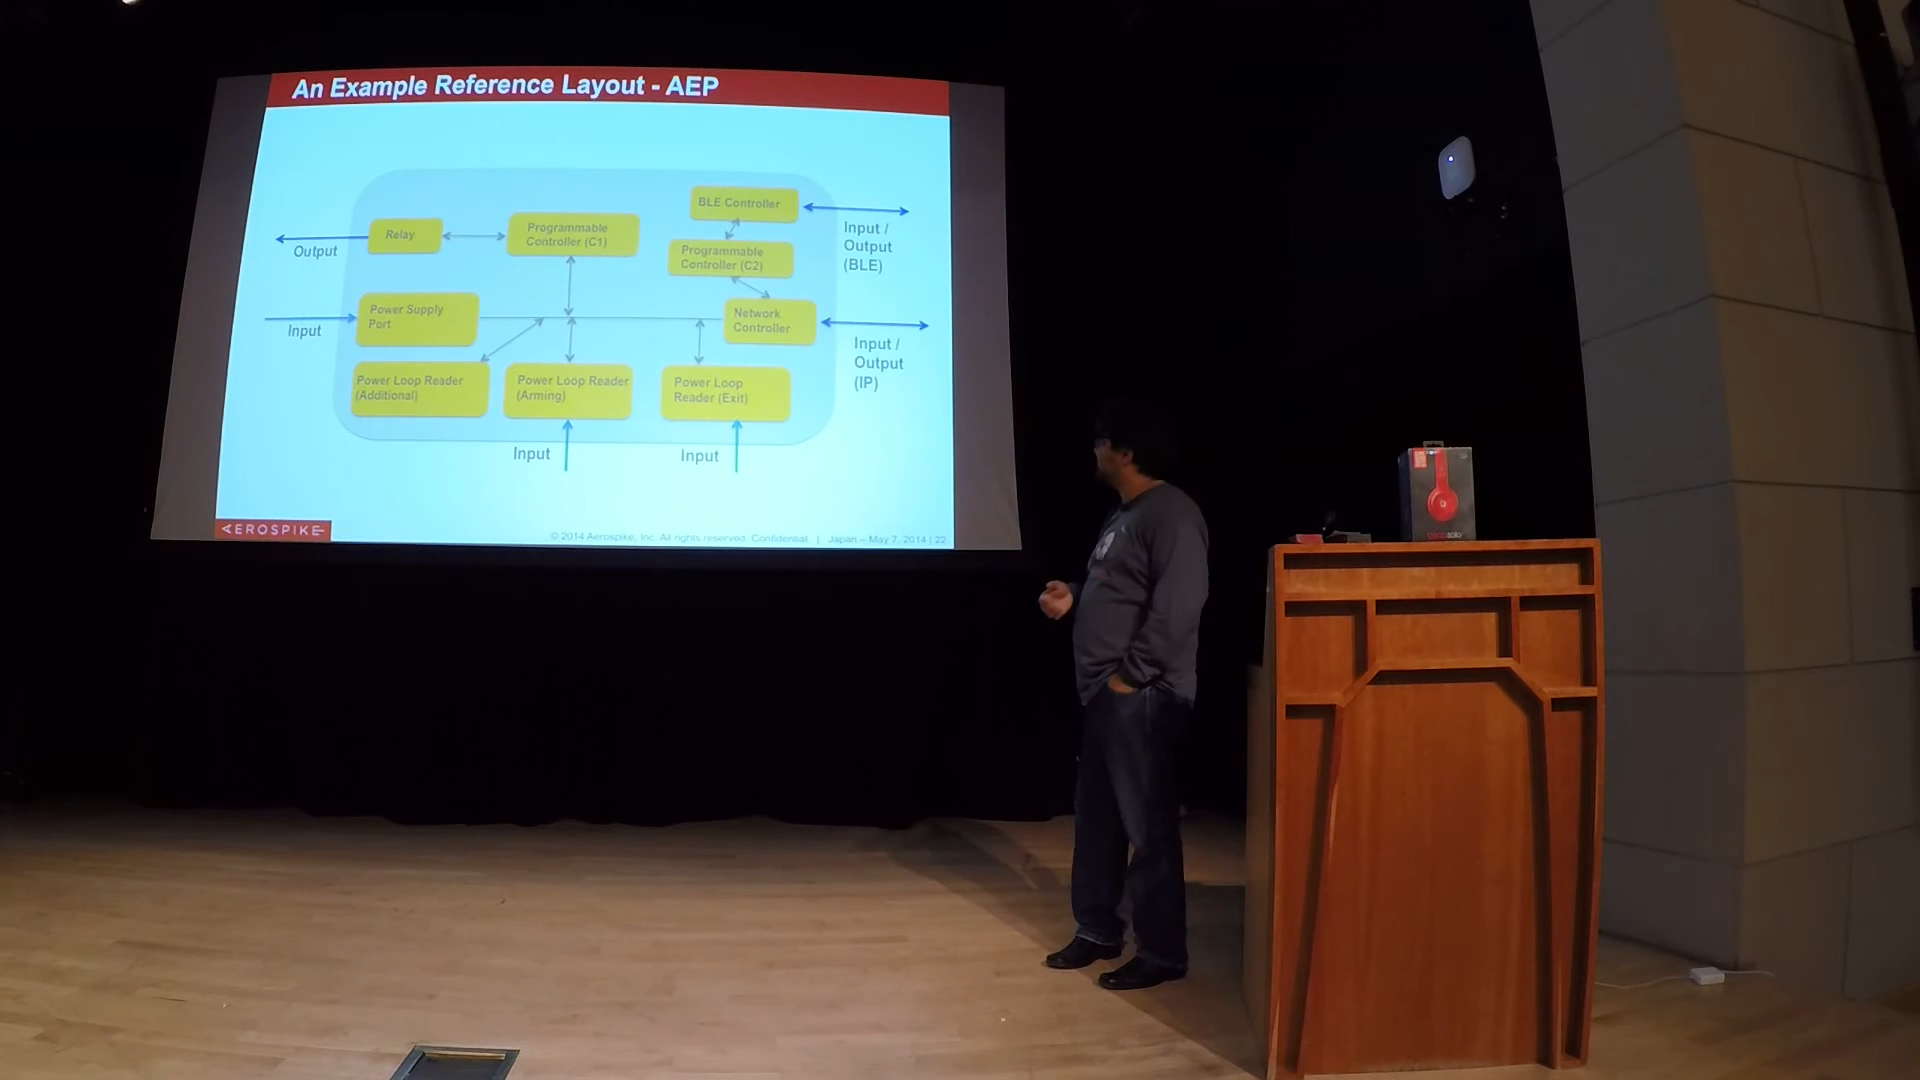 An Example Reference Layout - AEP
BLE Controller
Input /
Output
(BLE)
Relay
Programmable
Controller (C1)
Output
Programmable
Controller (C2)
Power Supply
Port
Input
Network
Controller
Input /
Output
(IP)
Power Loop Reader
(Additional)
Power Loop Reader
(Arming)
Power Loop
Reader (Exit)
Input
Input
AEROSPIKE
© 2014 Aerospike, Inc. All rights reserved. Confidential. | Japan – May 7, 2014 | 22
beats solo